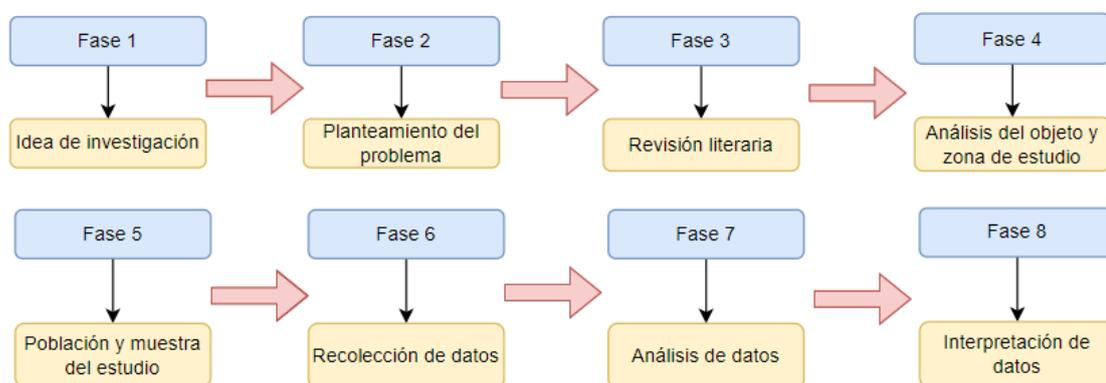 Fase 1
Fase 2
Fase 3
Fase 4
Idea de investigación
Planteamiento del
problema
Revisión literaria
Análisis del objeto y
zona de estudio
Fase 5
Fase 6
Fase 7
Fase 8
Población y muestra
del estudio
Recolección de datos
Análisis de datos
Interpretación de
datos